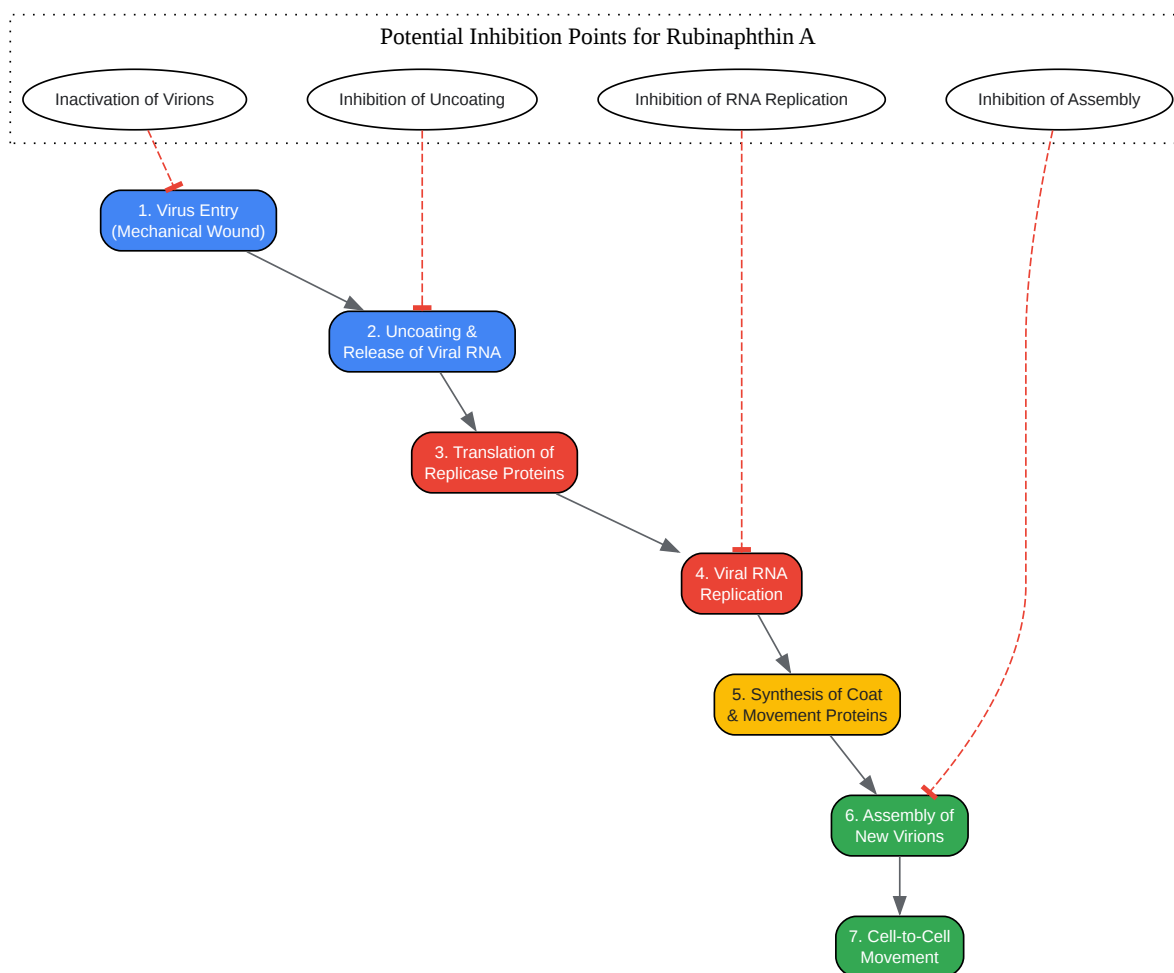 Potential Inhibition Points for Rubinaphthin A
Inactivation of Virions
Inhibition of Uncoating
Inhibition of RNA Replication
Inhibition of Assembly
1. Virus Entry
(Mechanical Wound)
2. Uncoating &
Release of Viral RNA
3. Translation of
Replicase Proteins
4. Viral RNA
Replication
5. Synthesis of Coat
& Movement Proteins
6. Assembly of
New Virions
7. Cell-to-Cell
Movement